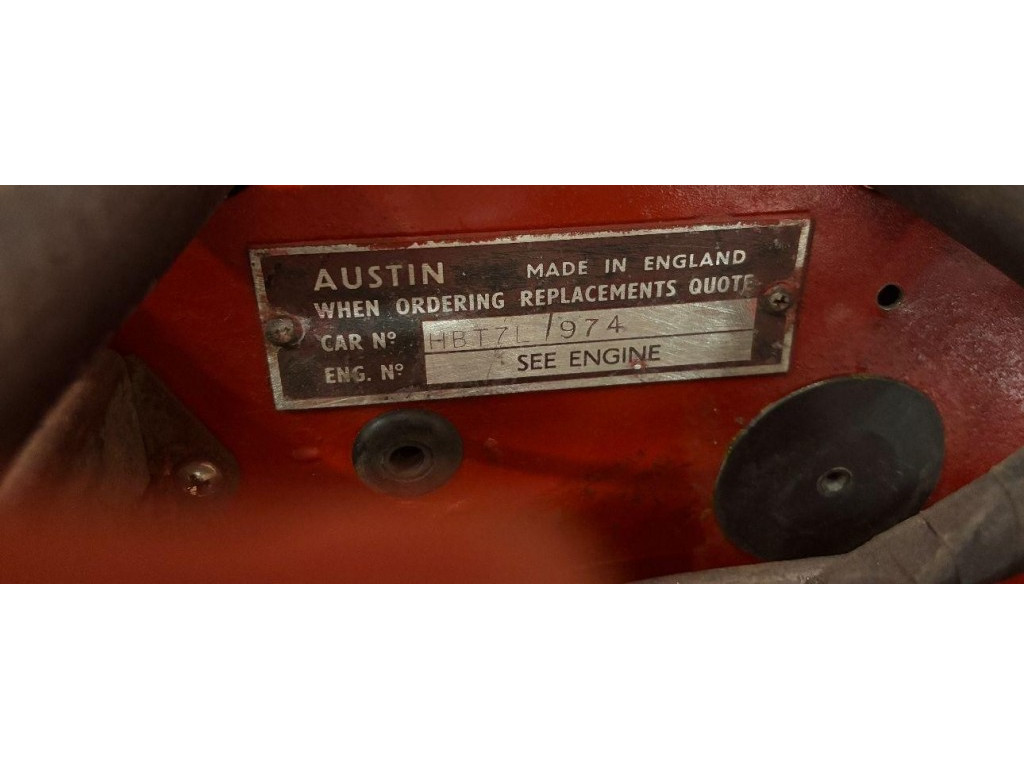 AUSTIN MADE IN ENGLAND
WHEN ORDERING REPLACEMENTS QUOTE
CAR Nº HBT7L/974
ENG. Nº SEE ENGINE